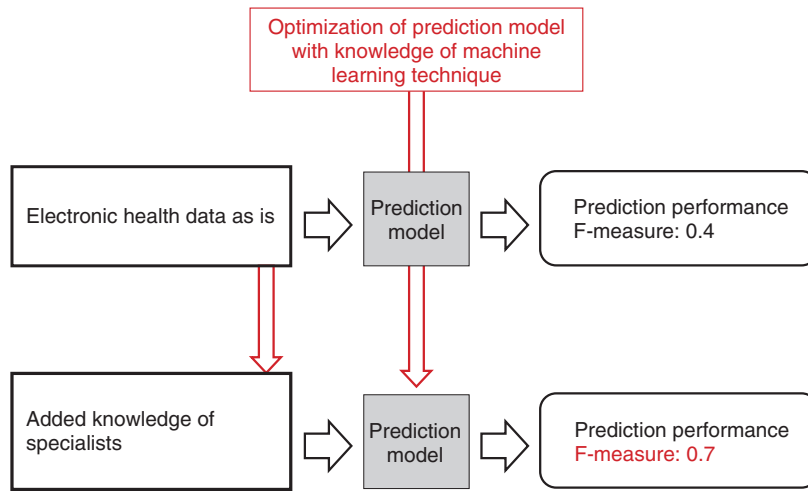 Optimization of prediction model
with knowledge of machine
learning technique
Electronic health data as is
Prediction
model
Prediction performance
F-measure: 0.4
Added knowledge of
specialists
Prediction
model
Prediction performance
F-measure: 0.7